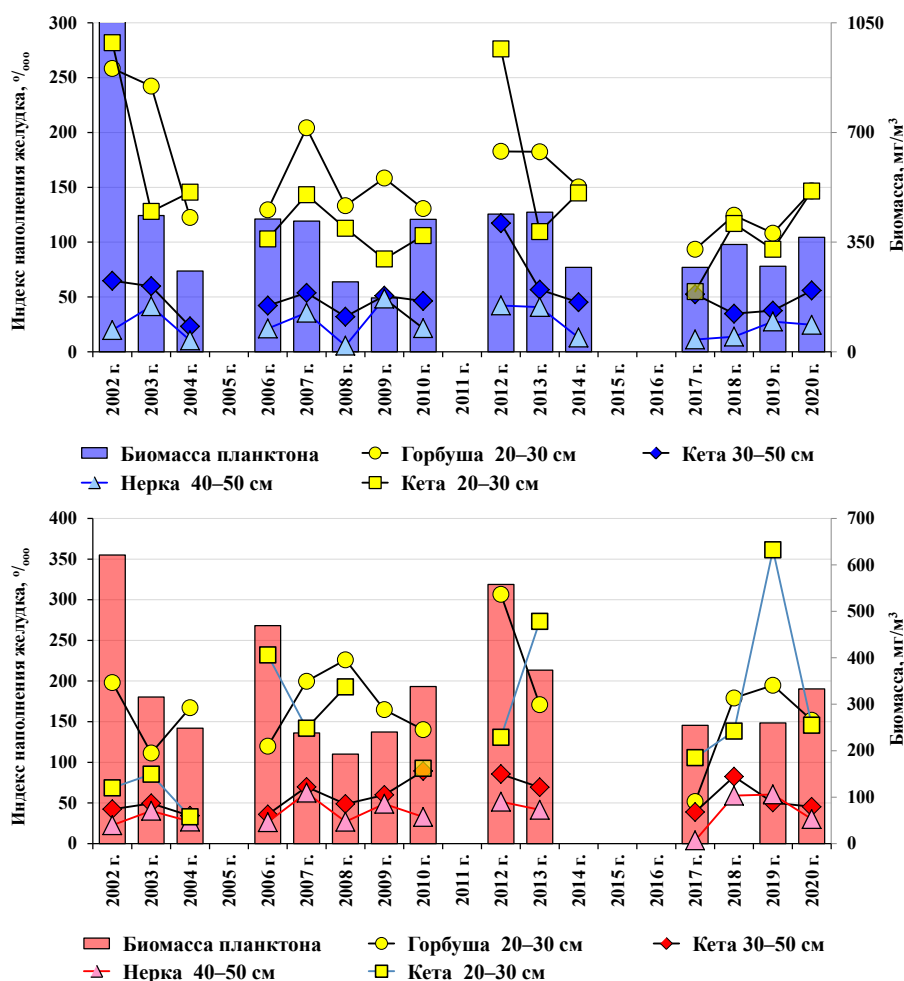 Индекс наполнения желудка, °/ооо
300
250
200
150
100
50
0
1050
700
350
0
Биомасса, мг/м³
2002 г.
2003 г.
2004 г.
2005 г.
2006 г.
2007 г.
2008 г.
2009 г.
2010 г.
2011 г.
2012 г.
2013 г.
2014 г.
2015 г.
2016 г.
2017 г.
2018 г.
2019 г.
2020 г.
Биомасса планктона
Горбуша 20–30 см
Кета 30–50 см
Нерка 40–50 см
Кета 20–30 см
Индекс наполнения желудка, °/ооо
400
350
300
250
200
150
100
50
0
700
600
500
400
300
200
100
0
Биомасса, мг/м³
2002 г.
2003 г.
2004 г.
2005 г.
2006 г.
2007 г.
2008 г.
2009 г.
2010 г.
2011 г.
2012 г.
2013 г.
2014 г.
2015 г.
2016 г.
2017 г.
2018 г.
2019 г.
2020 г.
Биомасса планктона
Горбуша 20–30 см
Кета 30–50 см
Нерка 40–50 см
Кета 20–30 см